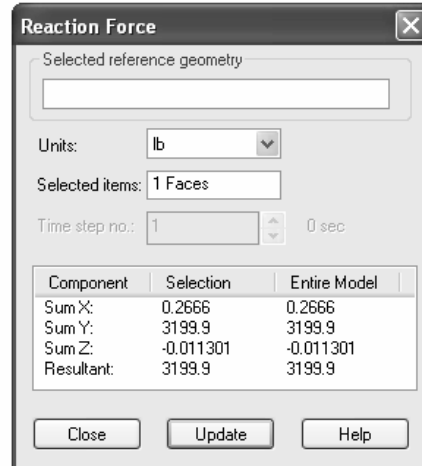 Reaction Force
Selected reference geometry
Units: lb
Selected items: 1 Faces
Time step no.: 1 0 sec
Component Selection Entire Model
Sum X: 0.2666 0.2666
Sum Y: 3199.9 3199.9
Sum Z: -0.011301 -0.011301
Resultant: 3199.9 3199.9
Close Update Help